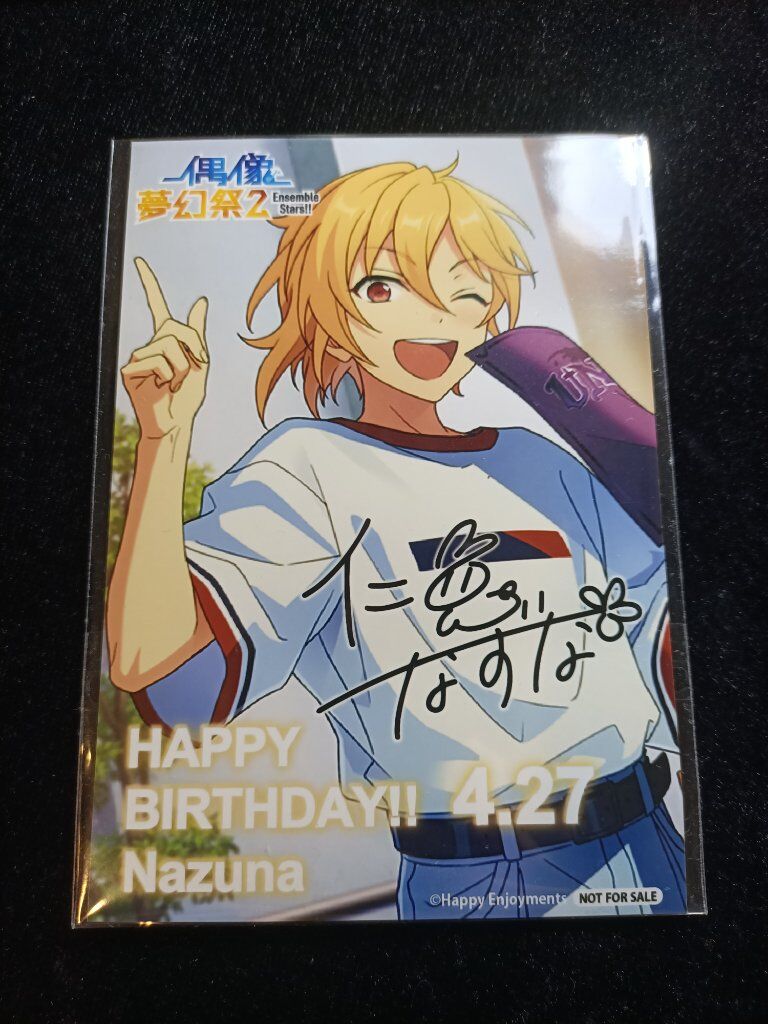 偶像
夢幻祭2 Ensemble
Stars!!
仁兎
なずな
HAPPY
BIRTHDAY!! 4.27
Nazuna
©Happy Enjoyments NOT FOR SALE